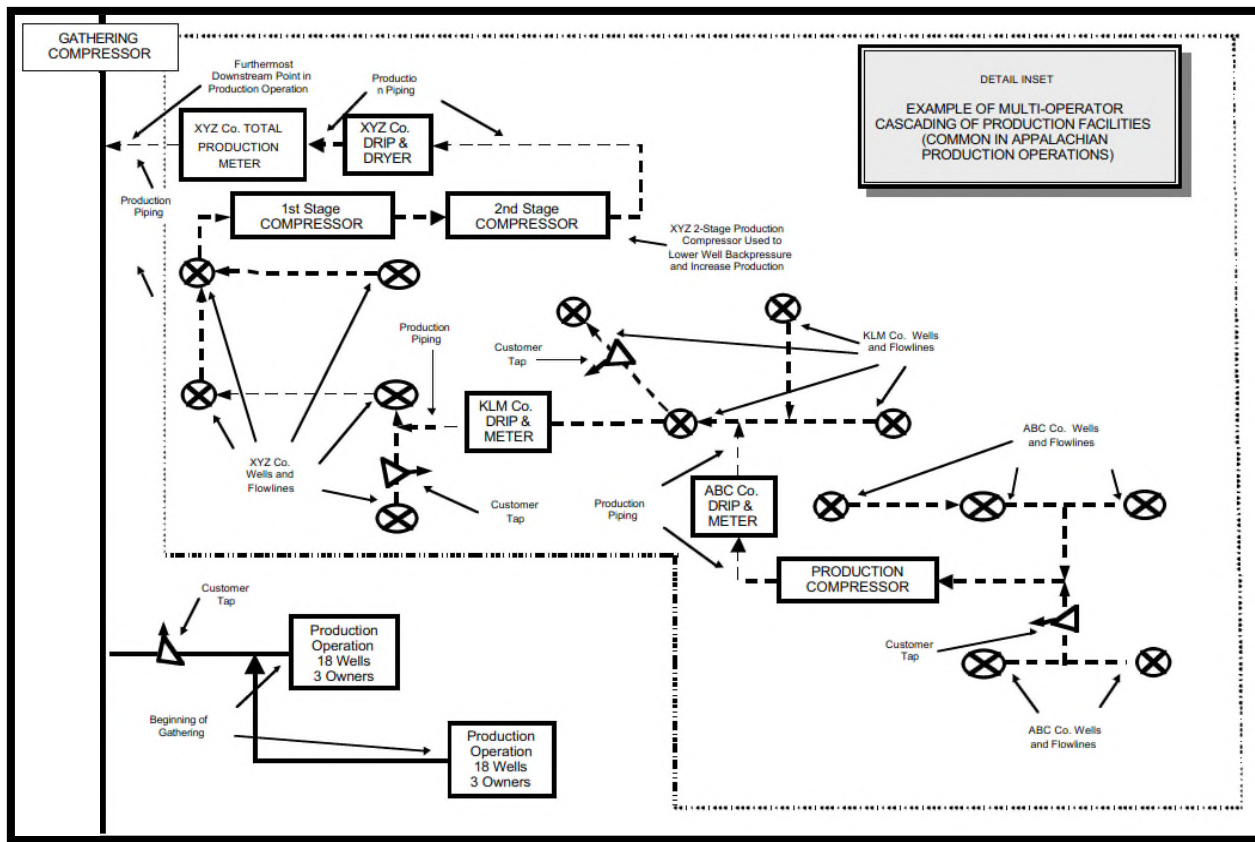 GATHERING
COMPRESSOR
Furthermost
Downstream Point in
Production Operation
Productio
n Piping
DETAIL INSET
EXAMPLE OF MULTI-OPERATOR
CASCADING OF PRODUCTION FACILITIES
(COMMON IN APPALACHIAN
PRODUCTION OPERATIONS)
XYZ Co. TOTAL
PRODUCTION
METER
XYZ Co.
DRIP &
DRYER
Production
Piping
1st Stage
COMPRESSOR
2nd Stage
COMPRESSOR
XYZ 2-Stage Production
Compressor Used to
Lower Well Backpressure
and Increase Production
Production
Piping
Customer
Tap
KLM Co. Wells
and Flowlines
KLM Co.
DRIP &
METER
XYZ Co.
Wells and
Flowlines
Customer
Tap
Production
Piping
ABC Co.
DRIP &
METER
ABC Co. Wells
and Flowlines
PRODUCTION
COMPRESSOR
Customer
Tap
ABC Co. Wells
and Flowlines
Customer
Tap
Production
Operation
18 Wells
3 Owners
Beginning of
Gathering
Production
Operation
18 Wells
3 Owners